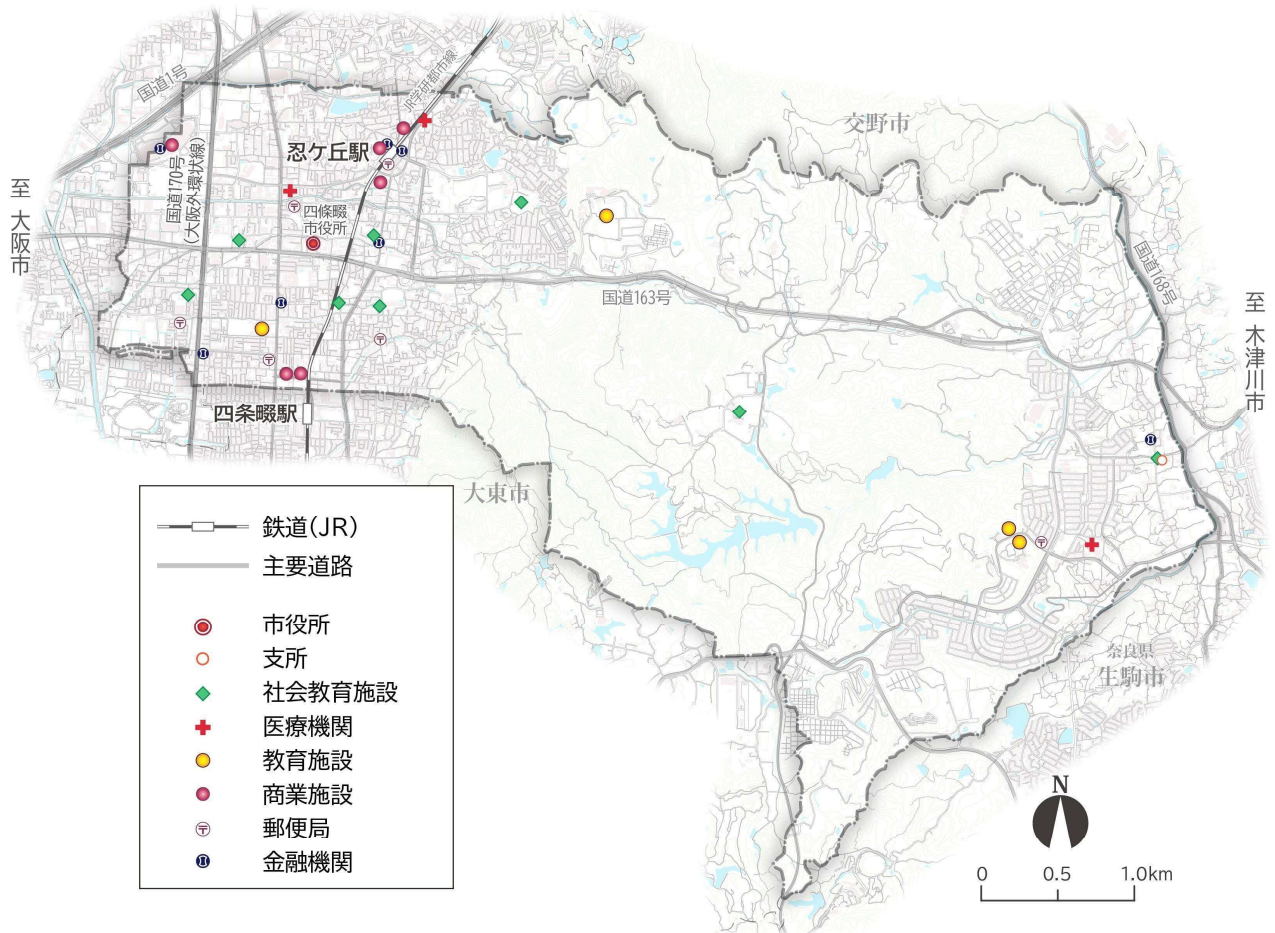 国道1号
JR学研都市線
交野市
忍ケ丘駅
国道170号
(大阪外環状線)
至 大阪市
四條畷
市役所
国道163号
国道168号
至 木津川市
四条畷駅
大東市
奈良県
生駒市
鉄道(JR)
主要道路
市役所
支所
社会教育施設
医療機関
教育施設
商業施設
郵便局
金融機関
N
0 0.5 1.0km